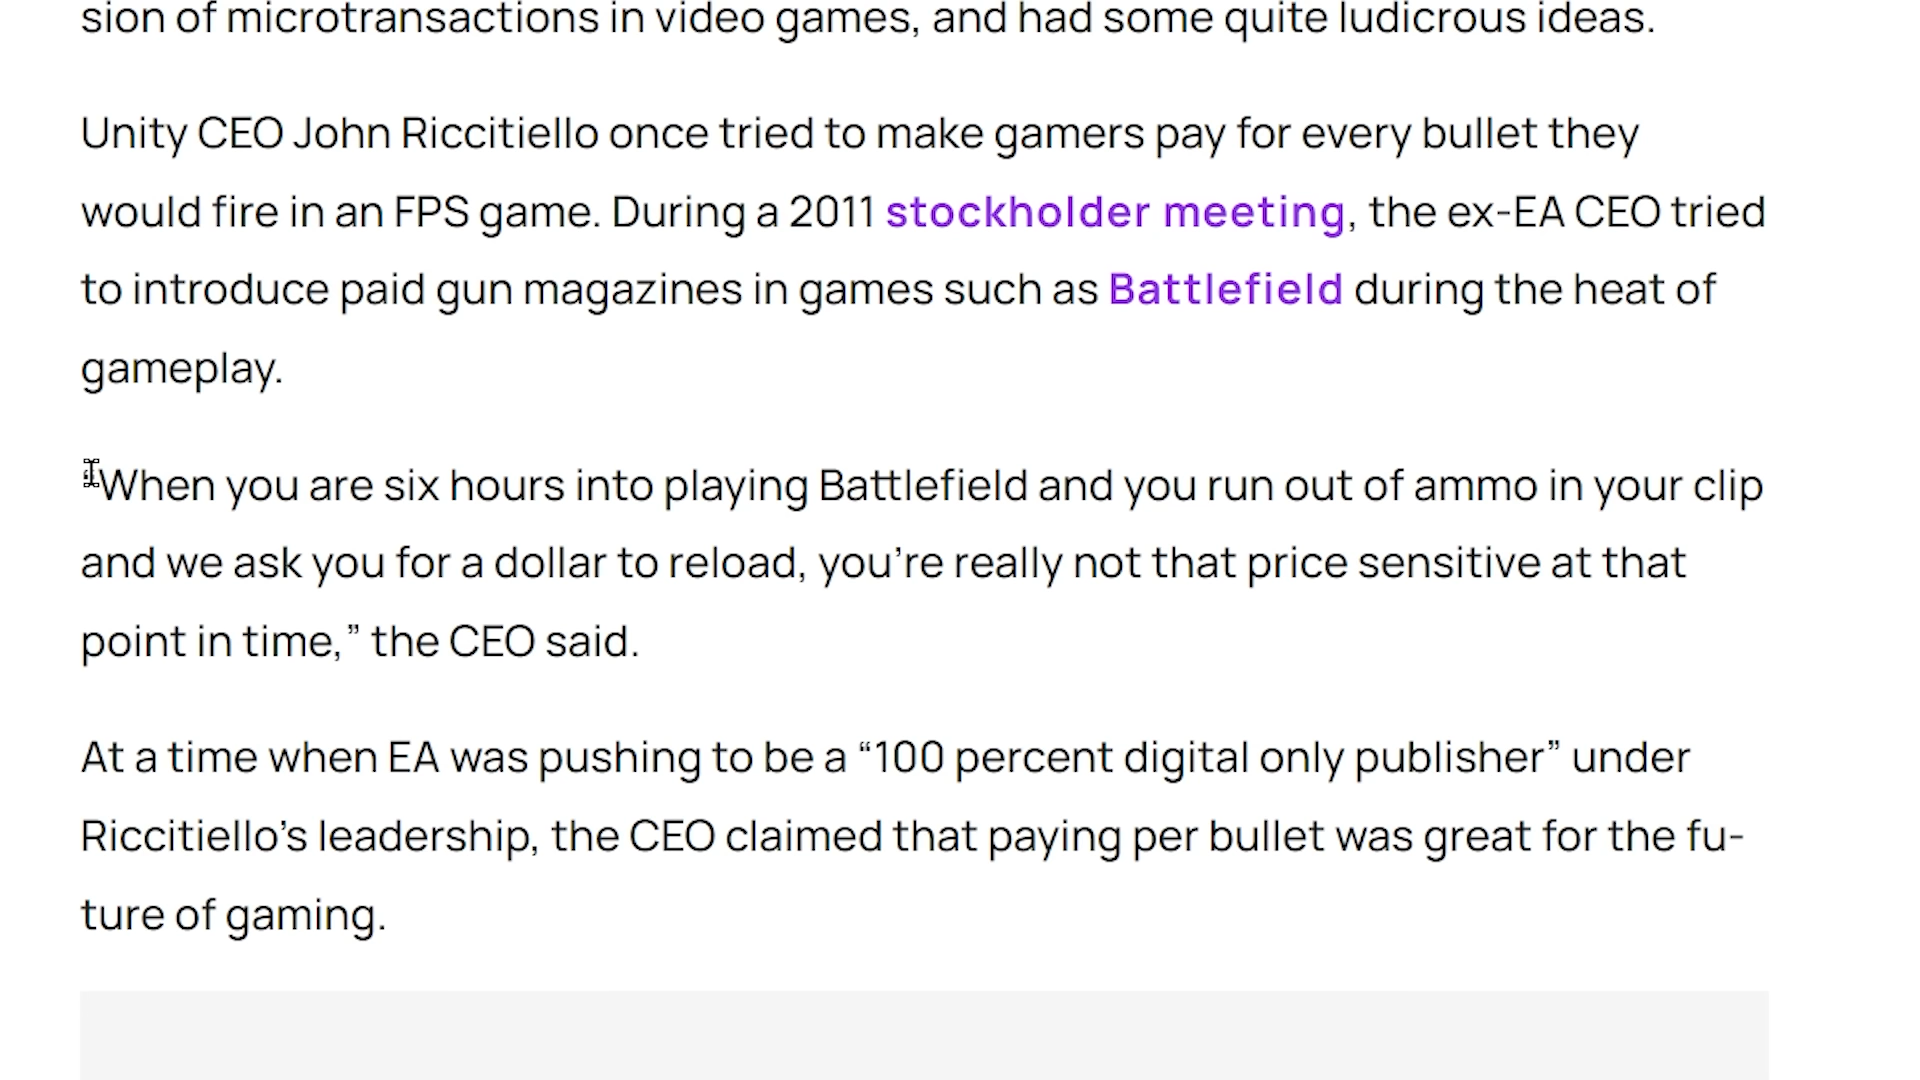 sion of microtransactions in video games, and had some quite ludicrous ideas.
Unity CEO John Riccitiello once tried to make gamers pay for every bullet they
would fire in an FPS game. During a 2011 stockholder meeting, the ex-EA CEO tried
to introduce paid gun magazines in games such as Battlefield during the heat of
gameplay.
“When you are six hours into playing Battlefield and you run out of ammo in your clip
and we ask you for a dollar to reload, you’re really not that price sensitive at that
point in time,” the CEO said.
At a time when EA was pushing to be a “100 percent digital only publisher” under
Riccitiello’s leadership, the CEO claimed that paying per bullet was great for the fu-
ture of gaming.